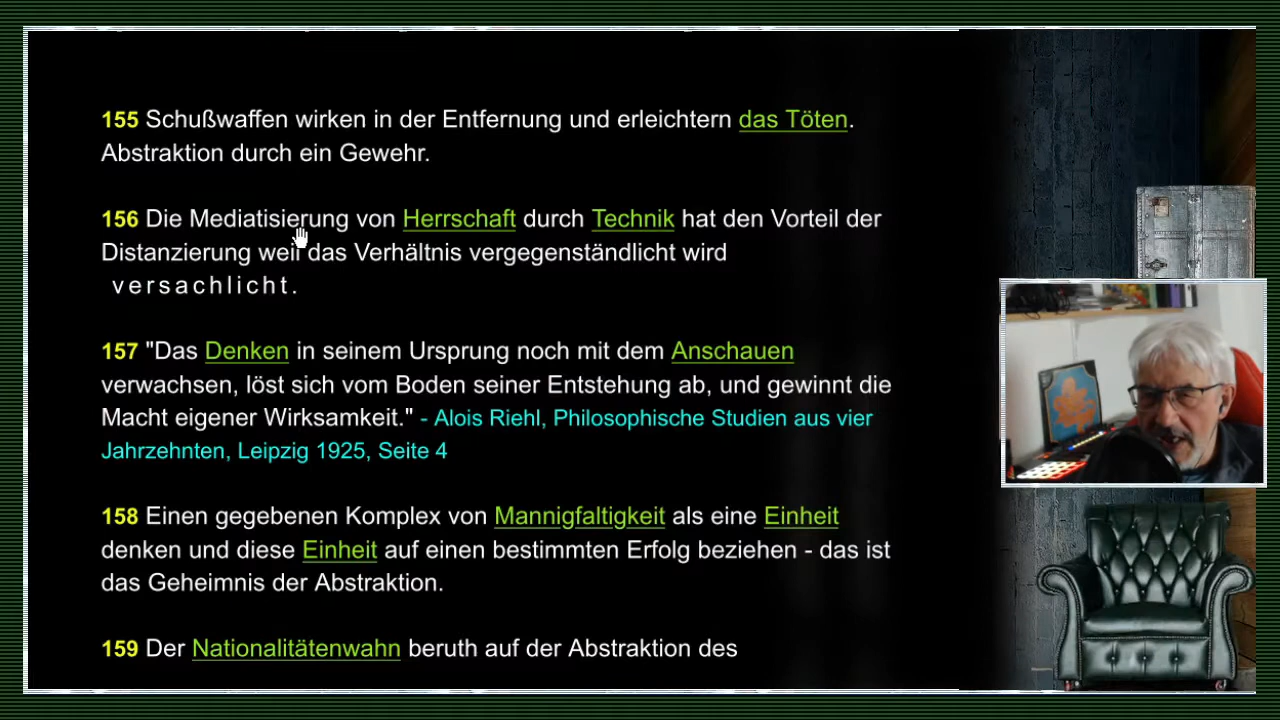 155 Schußwaffen wirken in der Entfernung und erleichtern das Töten.
Abstraktion durch ein Gewehr.
156 Die Mediatisierung von Herrschaft durch Technik hat den Vorteil der
Distanzierung weil das Verhältnis vergegenständlicht wird
versachlicht.
157 "Das Denken in seinem Ursprung noch mit dem Anschauen
verwachsen, löst sich vom Boden seiner Entstehung ab, und gewinnt die
Macht eigener Wirksamkeit." - Alois Riehl, Philosophische Studien aus vier
Jahrzehnten, Leipzig 1925, Seite 4
158 Einen gegebenen Komplex von Mannigfaltigkeit als eine Einheit
denken und diese Einheit auf einen bestimmten Erfolg beziehen - das ist
das Geheimnis der Abstraktion.
159 Der Nationalitätenwahn beruth auf der Abstraktion des